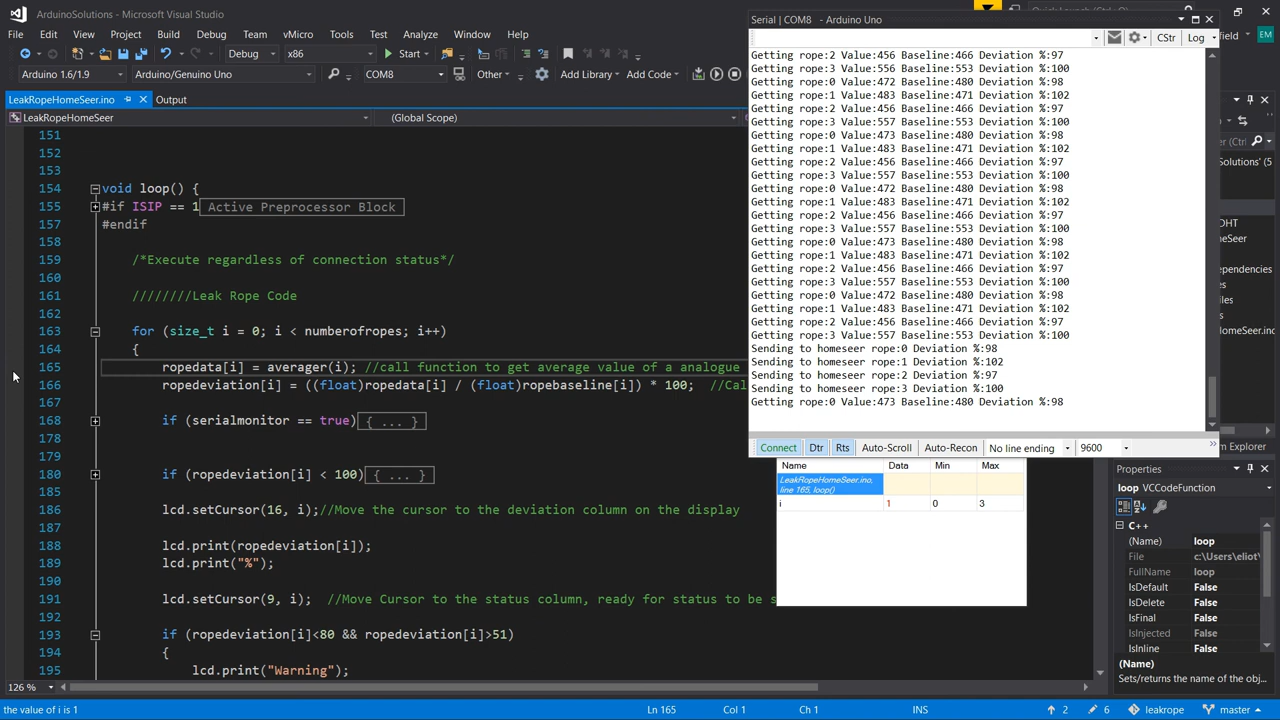 ArduinoSolutions - Microsoft Visual Studio
File Edit View Project Build Debug Team vMicro Tools Test Analyze Window Help
Debug x86 Start
Arduino 1.6/1.9 Arduino/Genuino Uno COM8 Other Add Library Add Code
LeakRopeHomeSeer.ino Output
LeakRopeHomeSeer (Global Scope)
151
152
153
154 void loop() {
155 #if ISIP == 1 Active Preprocessor Block
157 #endif
158
159 /*Execute regardless of connection status*/
160
161 ////////Leak Rope Code
162
163 for (size_t i = 0; i < numberofropes; i++)
164 {
165 ropedata[i] = averager(i); //call function to get average value of a analogue
166 ropedeviation[i] = ((float)ropedata[i] / (float)ropebaseline[i]) * 100; //Cal
167
168 if (serialmonitor == true) { ... }
178
179
180 if (ropedeviation[i] < 100) { ... }
185
186 lcd.setCursor(16, i);//Move the cursor to the deviation column on the display
187
188 lcd.print(ropedeviation[i]);
189 lcd.print("%");
190
191 lcd.setCursor(9, i); //Move Cursor to the status column, ready for status to be s
192
193 if (ropedeviation[i]<80 && ropedeviation[i]>51)
194 {
195 lcd.print("Warning");
126 %
the value of i is 1 Ln 165 Col 1 Ch 1 INS 2 6 leakrope master
Serial | COM8 - Arduino Uno
CStr Log
Getting rope:2 Value:456 Baseline:466 Deviation %:97
Getting rope:3 Value:556 Baseline:553 Deviation %:100
Getting rope:0 Value:472 Baseline:480 Deviation %:98
Getting rope:1 Value:483 Baseline:471 Deviation %:102
Getting rope:2 Value:456 Baseline:466 Deviation %:97
Getting rope:3 Value:557 Baseline:553 Deviation %:100
Getting rope:0 Value:473 Baseline:480 Deviation %:98
Getting rope:1 Value:483 Baseline:471 Deviation %:102
Getting rope:2 Value:456 Baseline:466 Deviation %:97
Getting rope:3 Value:557 Baseline:553 Deviation %:100
Getting rope:0 Value:472 Baseline:480 Deviation %:98
Getting rope:1 Value:483 Baseline:471 Deviation %:102
Getting rope:2 Value:456 Baseline:466 Deviation %:97
Getting rope:3 Value:557 Baseline:553 Deviation %:100
Getting rope:0 Value:473 Baseline:480 Deviation %:98
Getting rope:1 Value:483 Baseline:471 Deviation %:102
Getting rope:2 Value:456 Baseline:466 Deviation %:97
Getting rope:3 Value:557 Baseline:553 Deviation %:100
Getting rope:0 Value:472 Baseline:480 Deviation %:98
Getting rope:1 Value:483 Baseline:471 Deviation %:102
Getting rope:2 Value:456 Baseline:466 Deviation %:97
Getting rope:3 Value:557 Baseline:553 Deviation %:100
Sending to homeseer rope:0 Deviation %:98
Sending to homeseer rope:1 Deviation %:102
Sending to homeseer rope:2 Deviation %:97
Sending to homeseer rope:3 Deviation %:100
Getting rope:0 Value:473 Baseline:480 Deviation %:98
Connect Dtr Rts Auto-Scroll Auto-Recon No line ending 9600
Name Data Min Max
LeakRopeHomeSeer.ino,
line 165, loop()
i 1 0 3
field EM
(Ctrl+
Solutions' (5
DHT
eSeer
ependencies
iles
es
ropeHomeSeer.in
m Explorer
Properties
loop VCCodeFunction
C++
(Name) loop
File c:\Users\eliot\
FullName loop
IsDefault False
IsDelete False
IsFinal False
IsInjected False
IsInline False
(Name)
Sets/returns the name of the obj...